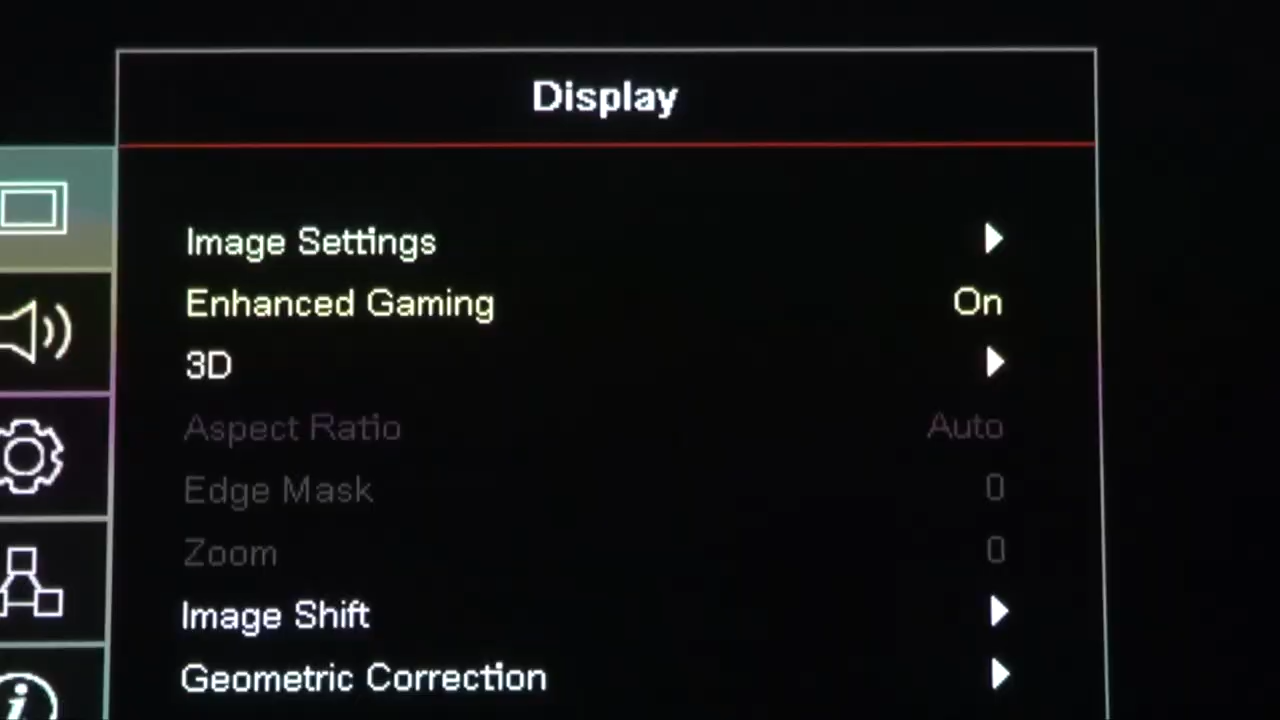 Display
Image Settings
Enhanced Gaming On
3D
Aspect Ratio Auto
Edge Mask 0
Zoom 0
Image Shift
Geometric Correction